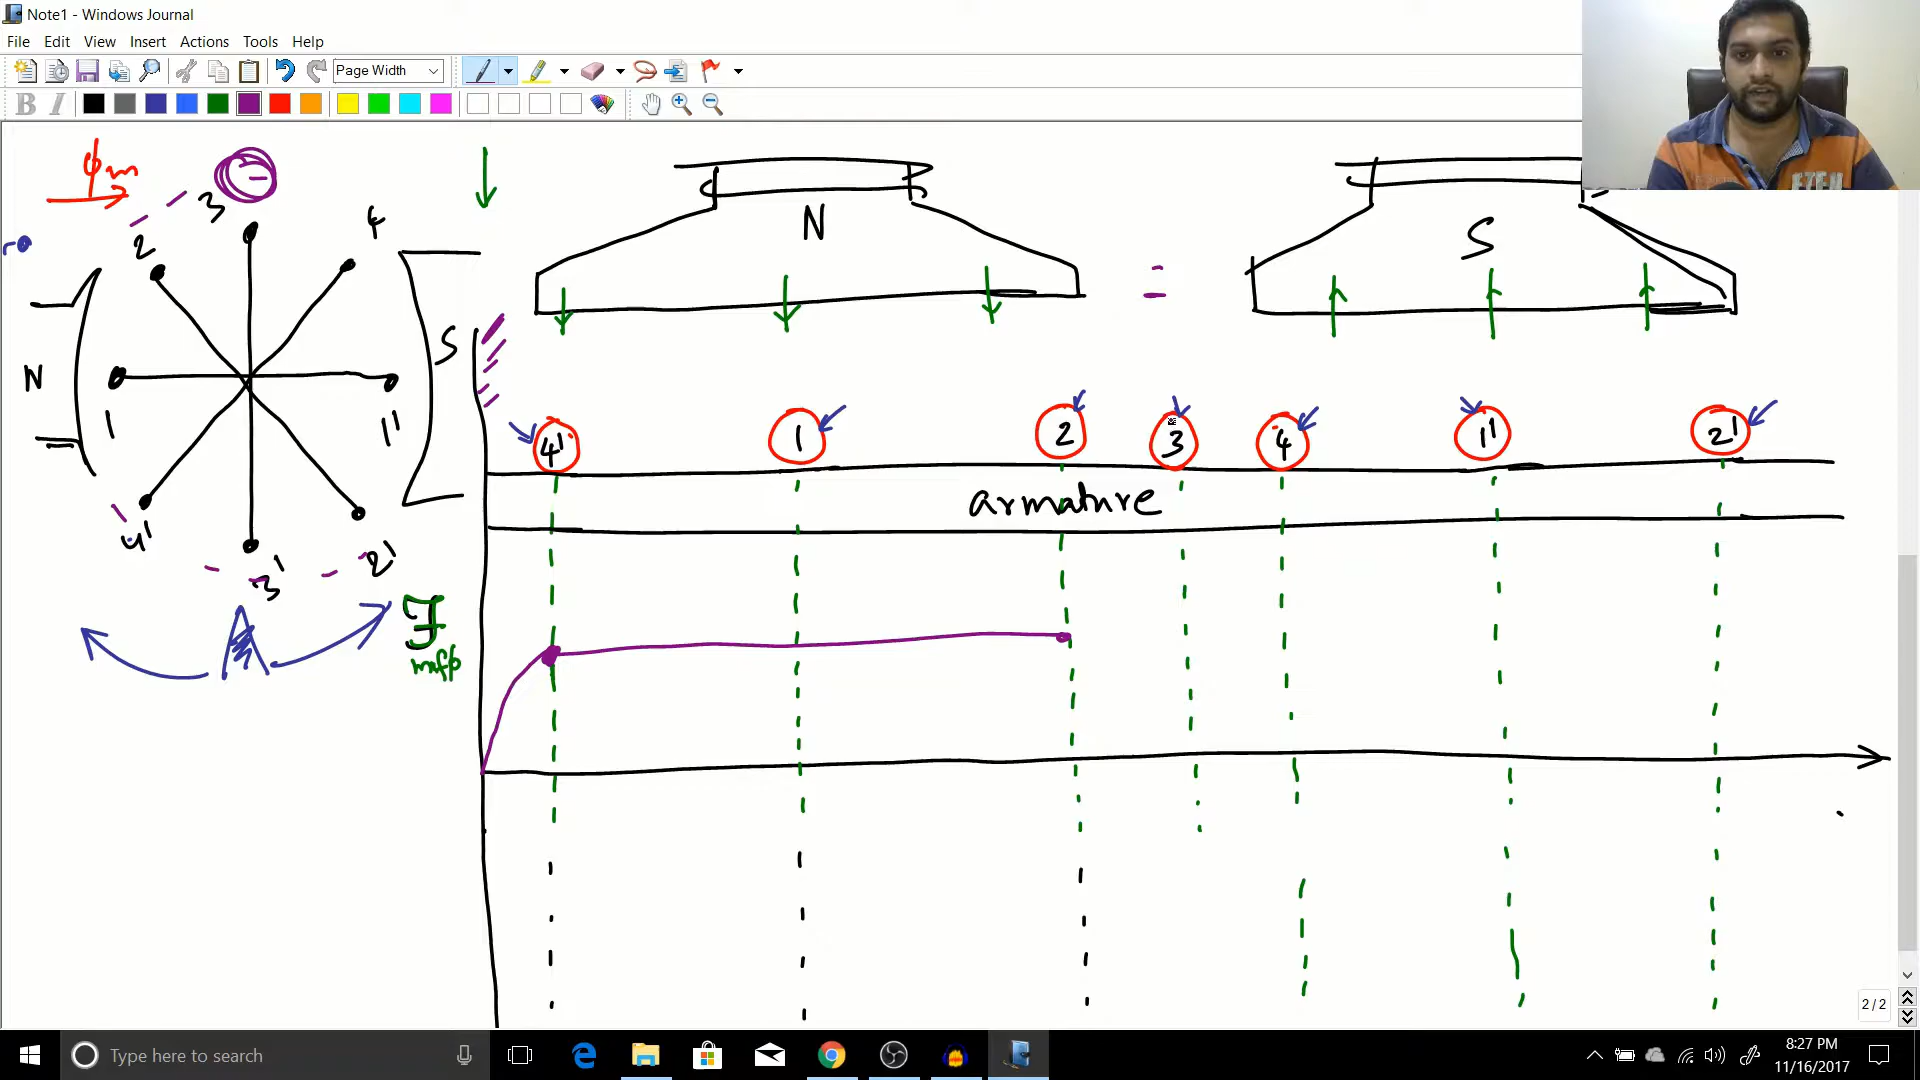 Note1 - Windows Journal
File Edit View Insert Actions Tools Help
Page Width
B I
ϕm
3
2
4
N
1
1'
S
4'
3'
2'
N
S
4' 1 2 3 4 1' 2'
armature
F
mmf
2 / 2
Type here to search
8:27 PM
11/16/2017